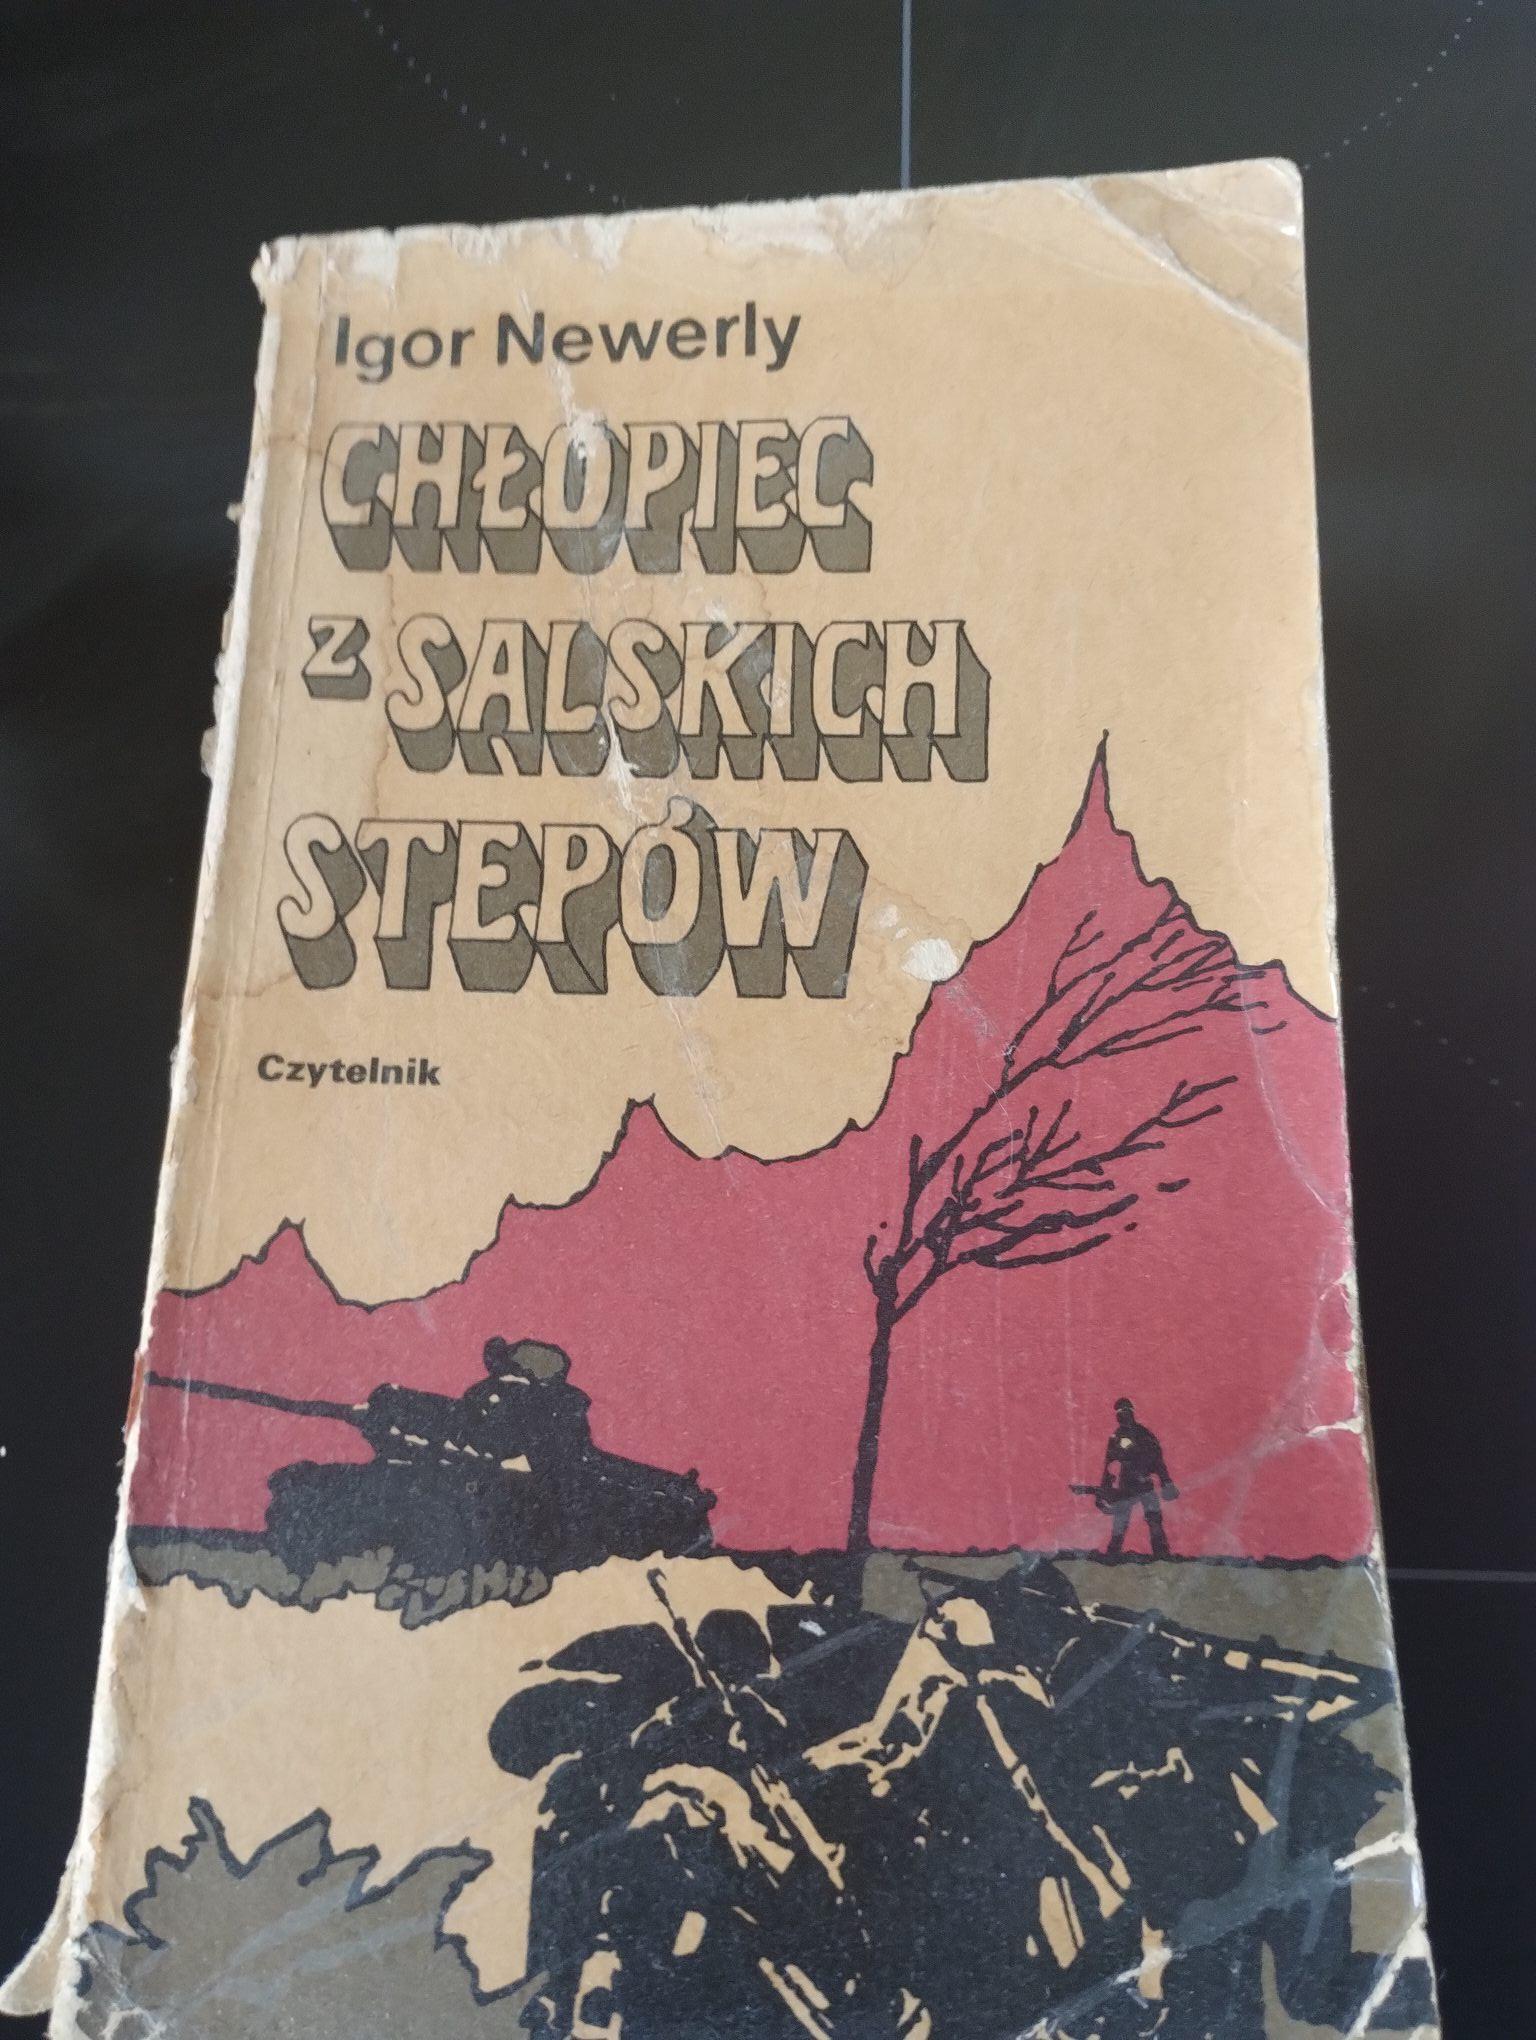 Igor Newerly
CHŁOPIEC
Z SALSKICH
STEPÓW
Czytelnik